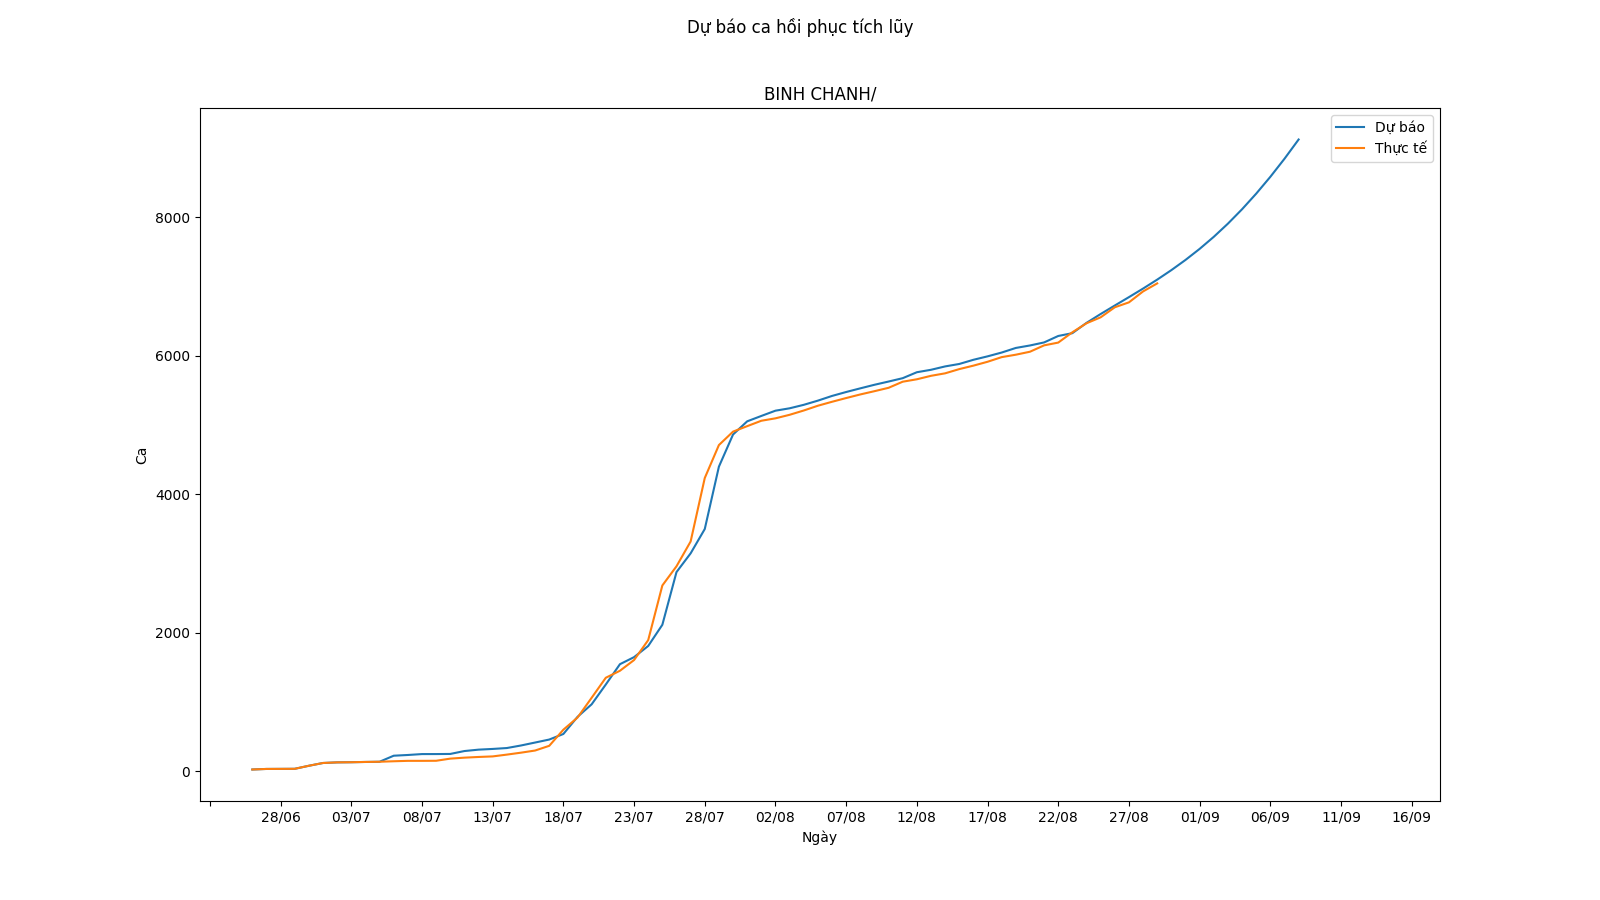 Dự báo ca hồi phục tích lũy
BINH CHANH/
Dự báo
Thực tế
8000
6000
4000
2000
0
Ca
28/06 03/07 08/07 13/07 18/07 23/07 28/07 02/08 07/08 12/08 17/08 22/08 27/08 01/09 06/09 11/09 16/09
Ngày